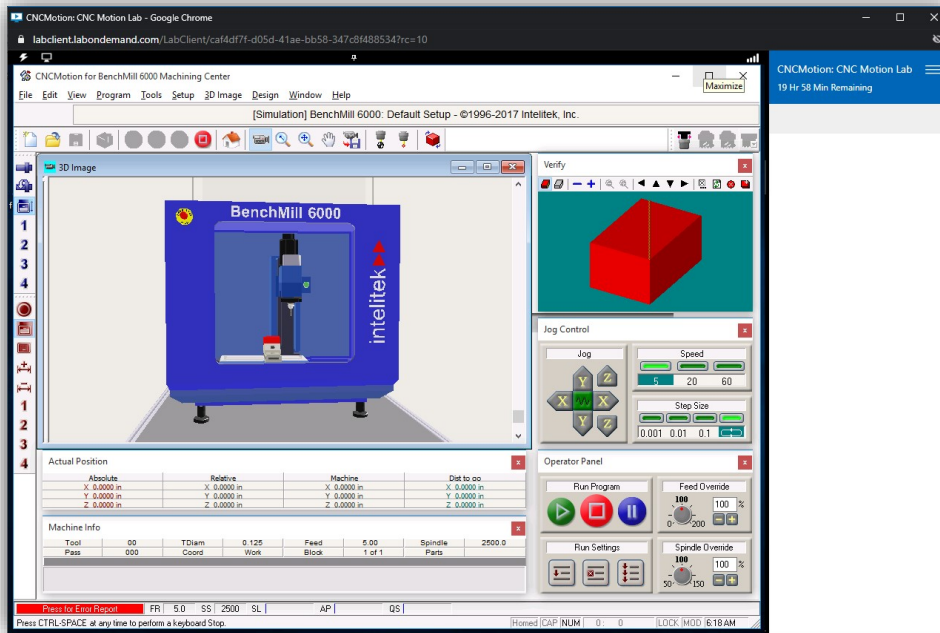 CNCMotion: CNC Motion Lab - Google Chrome
labclient.labondemand.com/LabClient/caf4df7f-d05d-41ae-bb58-347c8f488534?rc=10
CNCMotion: CNC Motion Lab
19 Hr 58 Min Remaining
CNCMotion for BenchMill 6000 Machining Center
Maximize
File Edit View Program Tools Setup 3D Image Design Window Help
[Simulation] BenchMill 6000: Default Setup - ©1996-2017 Intelitek, Inc.
1
2
3
4
1
2
3
4
3D Image
BenchMill 6000
intelitek
Verify
Jog Control
Jog
Y Z
X X
Y Z
Speed
5 20 60
Step Size
0.001 0.01 0.1
Actual Position
Absolute Relative Machine Dist to go
X 0.0000 in X 0.0000 in X 0.0000 in X 0.0000 in
Y 0.0000 in Y 0.0000 in Y 0.0000 in Y 0.0000 in
Z 0.0000 in Z 0.0000 in Z 0.0000 in Z 0.0000 in
Machine Info
Tool 00 TDiam 0.125 Feed 5.00 Spindle 2500.0
Pass 000 Coord Work Block 1 of 1 Parts
Operator Panel
Run Program
Feed Override
100
0 200
100 %
Run Settings
Spindle Override
100
50 150
100 %
Press for Error Report FR 5.0 SS 2500 SL AP QS
Press CTRL-SPACE at any time to perform a keyboard Stop. Homed CAP NUM 0: 0 LOCK MOD 6:18 AM